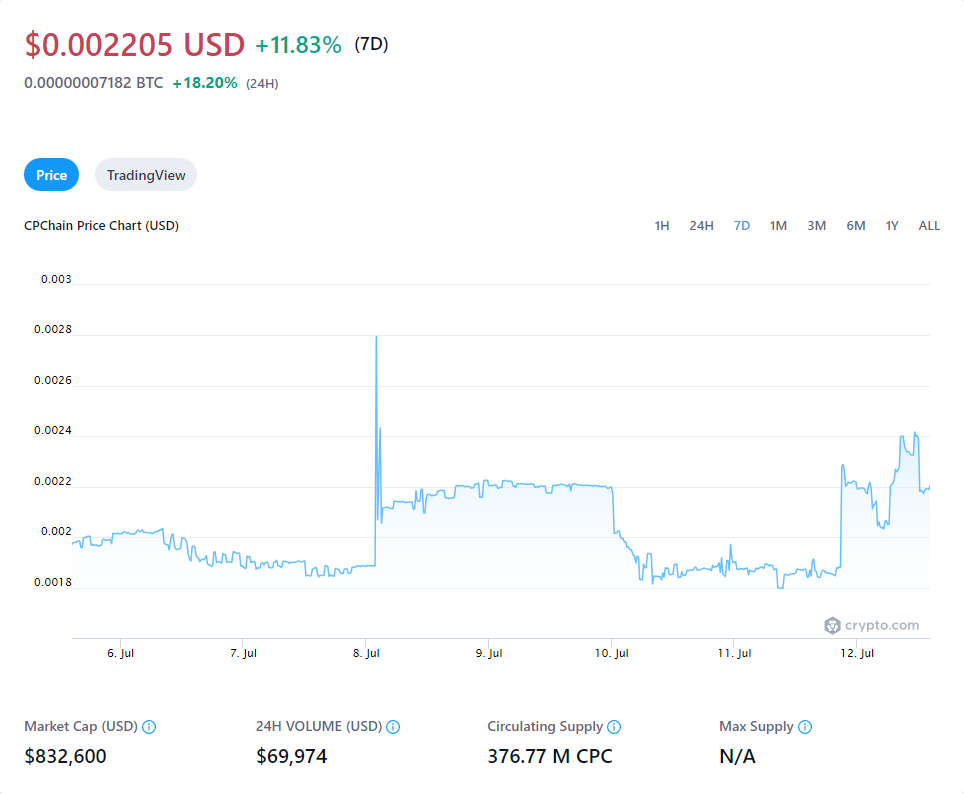 $0.002205 USD +11.83% (7D)
0.00000007182 BTC +18.20% (24H)
Price TradingView
CPChain Price Chart (USD) 1H 24H 7D 1M 3M 6M 1Y ALL
0.003
0.0028
0.0026
0.0024
0.0022
0.002
0.0018
crypto.com
6. Jul 7. Jul 8. Jul 9. Jul 10. Jul 11. Jul 12. Jul
Market Cap (USD) 24H VOLUME (USD) Circulating Supply Max Supply
$832,600 $69,974 376.77 M CPC N/A